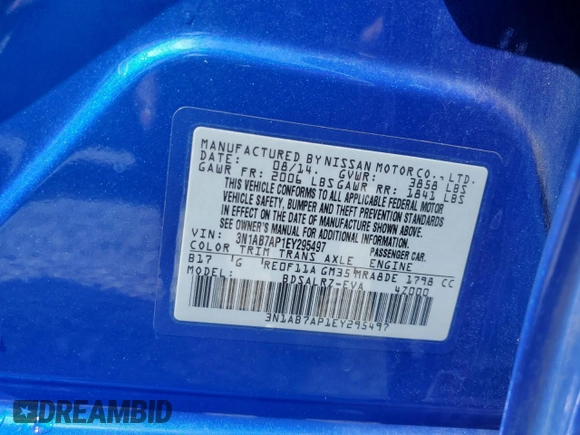 MANUFACTURED BY NISSAN MOTOR CO., LTD.
DATE: 08/14. GVWR: 3858 LBS
GAWR FR: 2006 LBS GAWR RR: 1841 LBS
THIS VEHICLE CONFORMS TO ALL APPLICABLE FEDERAL MOTOR
VEHICLE SAFETY, BUMPER AND THEFT PREVENTION STANDARDS
IN EFFECT ON THE DATE OF MANUFACTURE SHOWN ABOVE.
SEE OWNER'S MANUAL FOR ADDITIONAL INFORMATION
VIN: 3N1AB7AP1EY295497 PASSENGER CAR.
COLOR TRIM TRANS AXLE ENGINE
B17 'G 'RE0F11A GM35'MRA8DE 1798 CC
MODEL: BDSALRZ-EVA 4Z000
3N1AB7AP1EY295497
DREAMBID